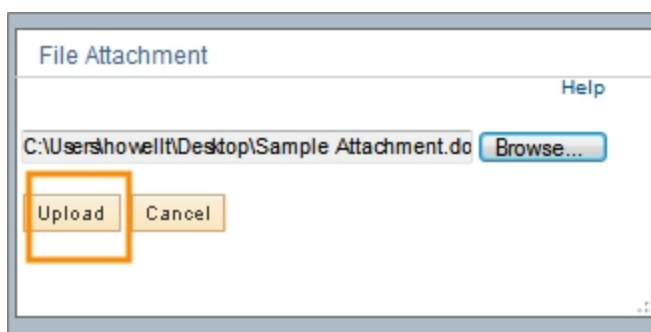 File Attachment
Help
C:\Users\howellt\Desktop\Sample Attachment.do Browse...
Upload Cancel